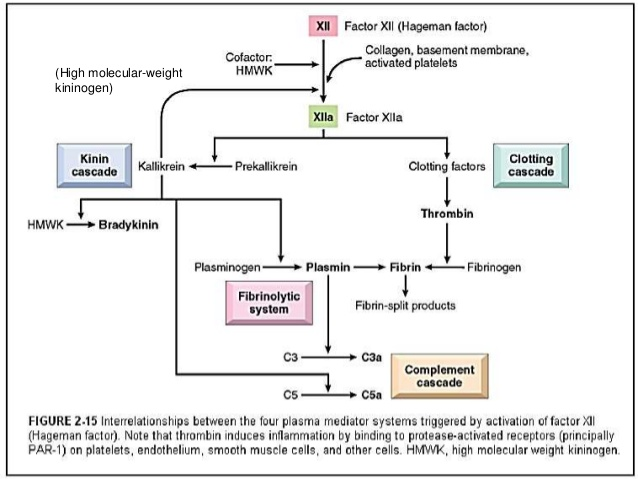 XII Factor XII (Hageman factor)
Cofactor:
HMWK
Collagen, basement membrane,
activated platelets
(High molecular-weight
kininogen)
XIIa Factor XIIa
Kinin
cascade
Kallikrein Prekallikrein
Clotting factors
Clotting
cascade
Thrombin
HMWK Bradykinin
Plasminogen Plasmin Fibrin Fibrinogen
Fibrinolytic
system
Fibrin-split products
C3 C3a
Complement
cascade
C5 C5a
FIGURE 2-15 Interrelationships between the four plasma mediator systems triggered by activation of factor XII
(Hageman factor). Note that thrombin induces inflammation by binding to protease-activated receptors (principally
PAR-1) on platelets, endothelium, smooth muscle cells, and other cells. HMWK, high molecular weight kininogen.